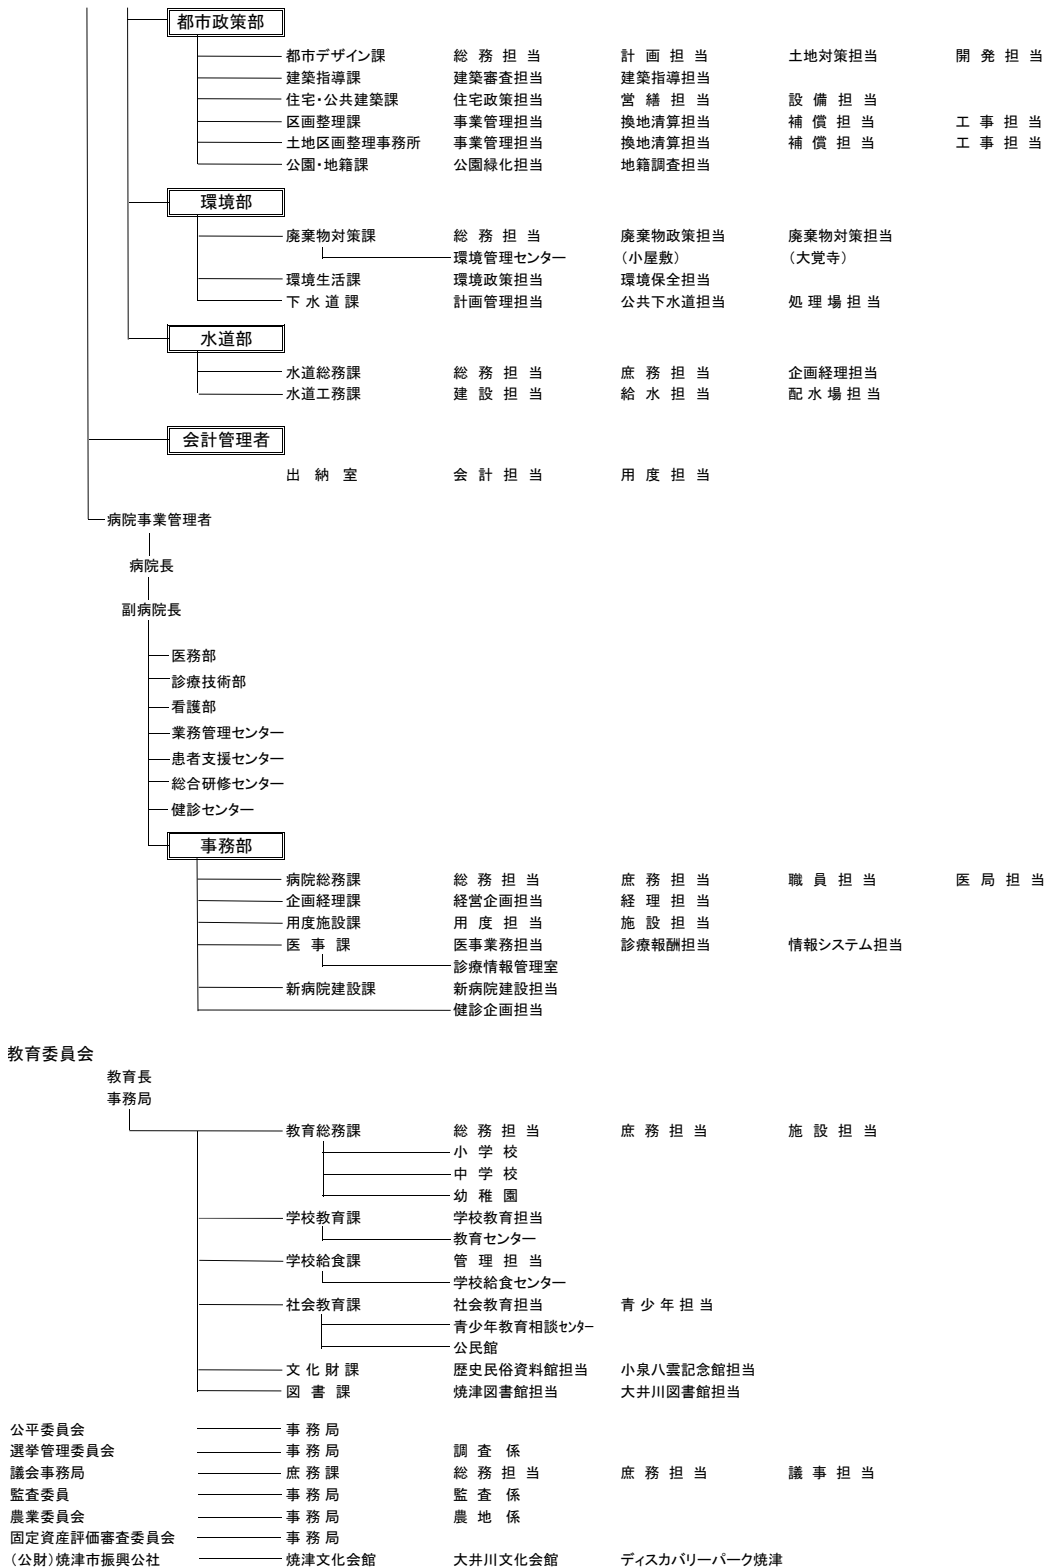 都市政策部
都市デザイン課 総務担当 計画担当 土地対策担当 開発担当
建築指導課 建築審査担当 建築指導担当
住宅・公共建築課 住宅政策担当 営繕担当 設備担当
区画整理課 事業管理担当 換地清算担当 補償担当 工事担当
土地区画整理事務所 事業管理担当 換地清算担当 補償担当 工事担当
公園・地籍課 公園緑化担当 地籍調査担当
環境部
廃棄物対策課 総務担当 廃棄物政策担当 廃棄物対策担当
環境管理センター (小屋敷) (大覚寺)
環境生活課 環境政策担当 環境保全担当
下水道課 計画管理担当 公共下水道担当 処理場担当
水道部
水道総務課 総務担当 庶務担当 企画経理担当
水道工務課 建設担当 給水担当 配水場担当
会計管理者
出納室 会計担当 用度担当
病院事業管理者
病院長
副病院長
医務部
診療技術部
看護部
業務管理センター
患者支援センター
総合研修センター
健診センター
事務部
病院総務課 総務担当 庶務担当 職員担当 医局担当
企画経理課 経営企画担当 経理担当
用度施設課 用度担当 施設担当
医事課 医事業務担当 診療報酬担当 情報システム担当
診療情報管理室
新病院建設課 新病院建設担当
健診企画担当
教育委員会
教育長
事務局
教育総務課 総務担当 庶務担当 施設担当
小学校
中学校
幼稚園
学校教育課 学校教育担当
教育センター
学校給食課 管理担当
学校給食センター
社会教育課 社会教育担当 青少年担当
青少年教育相談センター
公民館
文化財課 歴史民俗資料館担当 小泉八雲記念館担当
図書課 焼津図書館担当 大井川図書館担当
公平委員会 事務局
選挙管理委員会 事務局 調査係
議会事務局 庶務課 総務担当 庶務担当 議事担当
監査委員 事務局 監査係
農業委員会 事務局 農地係
固定資産評価審査委員会 事務局
(公財)焼津市振興公社 焼津文化会館 大井川文化会館 ディスカバリーパーク焼津